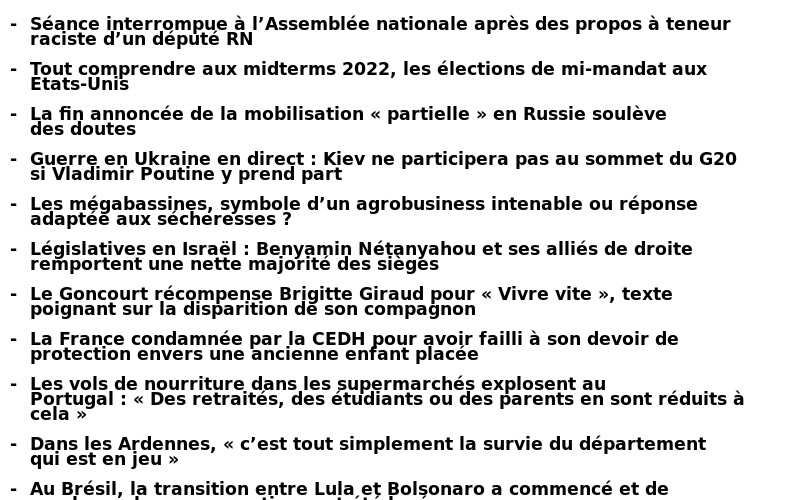 - Séance interrompue à l’Assemblée nationale après des propos à teneur
raciste d’un député RN
- Tout comprendre aux midterms 2022, les élections de mi-mandat aux
Etats-Unis
- La fin annoncée de la mobilisation « partielle » en Russie soulève
des doutes
- Guerre en Ukraine en direct : Kiev ne participera pas au sommet du G20
si Vladimir Poutine y prend part
- Les mégabassines, symbole d’un agrobusiness intenable ou réponse
adaptée aux sécheresses ?
- Législatives en Israël : Benyamin Nétanyahou et ses alliés de droite
remportent une nette majorité des sièges
- Le Goncourt récompense Brigitte Giraud pour « Vivre vite », texte
poignant sur la disparition de son compagnon
- La France condamnée par la CEDH pour avoir failli à son devoir de
protection envers une ancienne enfant placée
- Les vols de nourriture dans les supermarchés explosent au
Portugal : « Des retraités, des étudiants ou des parents en sont réduits à
cela »
- Dans les Ardennes, « c’est tout simplement la survie du département
qui est en jeu »
- Au Brésil, la transition entre Lula et Bolsonaro a commencé et de